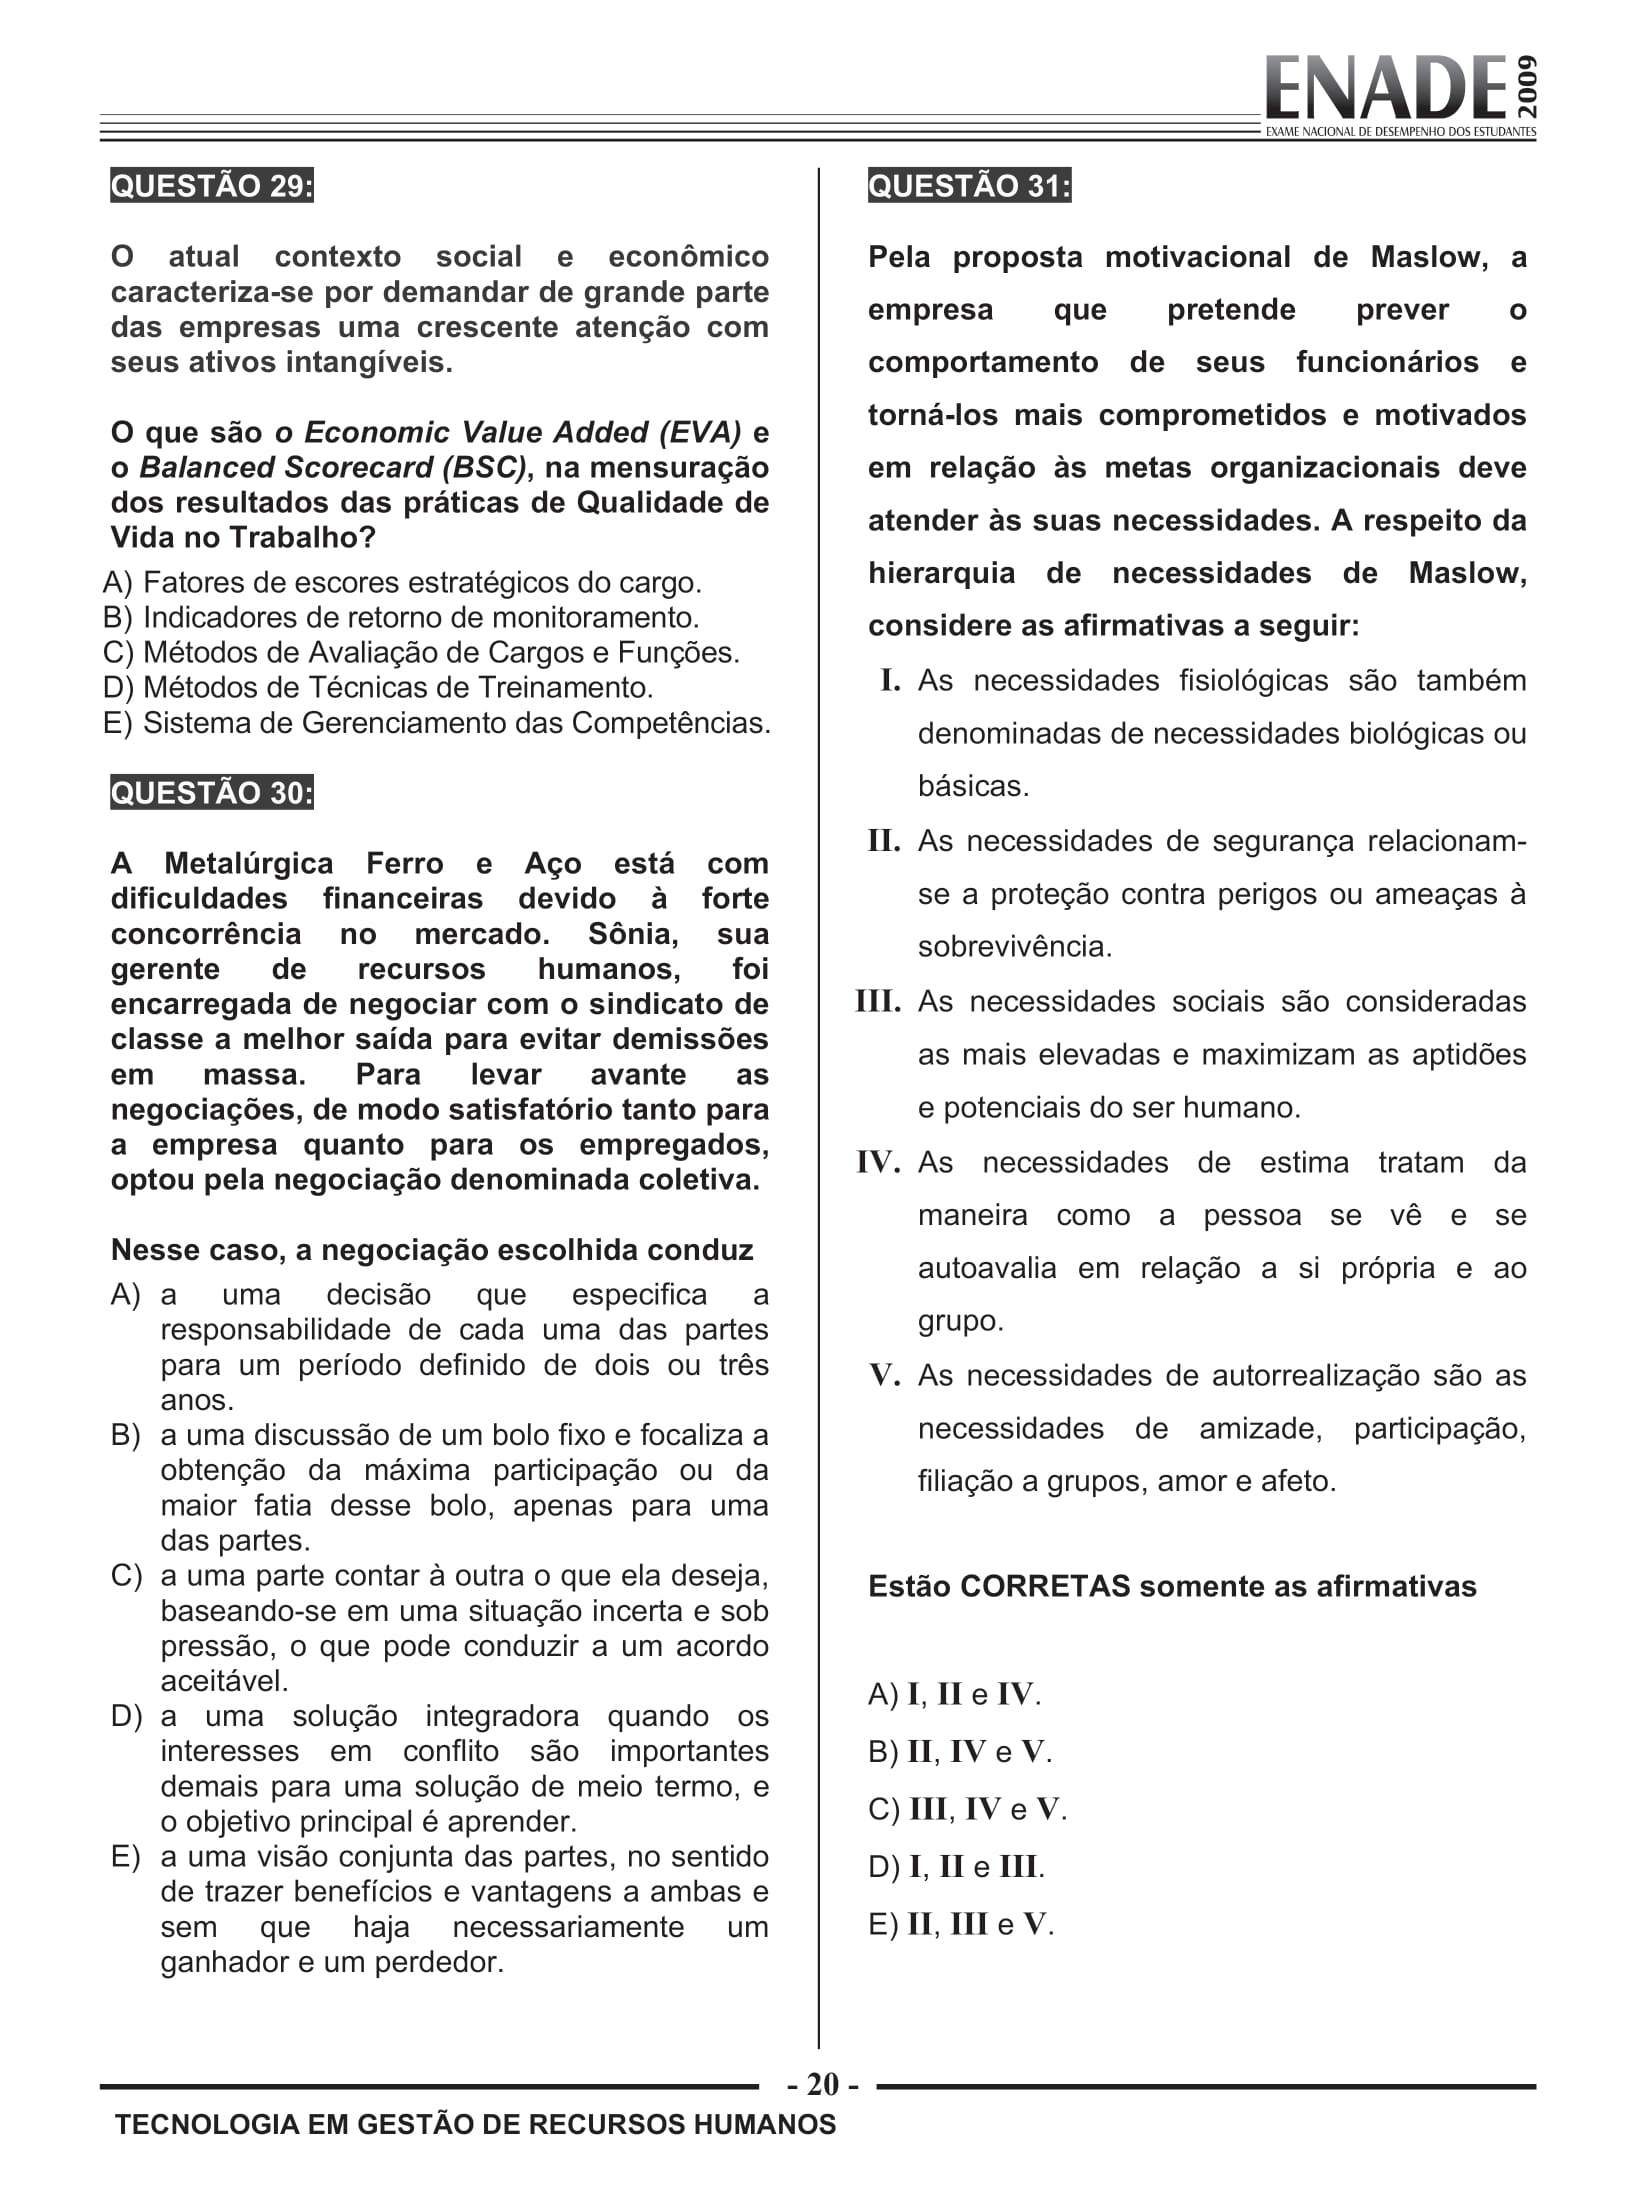 ENADE 2009
EXAME NACIONAL DE DESEMPENHO DOS ESTUDANTES
QUESTÃO 29:
O atual contexto social e econômico
caracteriza-se por demandar de grande parte
das empresas uma crescente atenção com
seus ativos intangíveis.
O que são o Economic Value Added (EVA) e
o Balanced Scorecard (BSC), na mensuração
dos resultados das práticas de Qualidade de
Vida no Trabalho?
A) Fatores de escores estratégicos do cargo.
B) Indicadores de retorno de monitoramento.
C) Métodos de Avaliação de Cargos e Funções.
D) Métodos de Técnicas de Treinamento.
E) Sistema de Gerenciamento das Competências.
QUESTÃO 30:
A Metalúrgica Ferro e Aço está com
dificuldades financeiras devido à forte
concorrência no mercado. Sônia, sua
gerente de recursos humanos, foi
encarregada de negociar com o sindicato de
classe a melhor saída para evitar demissões
em massa. Para levar avante as
negociações, de modo satisfatório tanto para
a empresa quanto para os empregados,
optou pela negociação denominada coletiva.
Nesse caso, a negociação escolhida conduz
A) a uma decisão que especifica a
responsabilidade de cada uma das partes
para um período definido de dois ou três
anos.
B) a uma discussão de um bolo fixo e focaliza a
obtenção da máxima participação ou da
maior fatia desse bolo, apenas para uma
das partes.
C) a uma parte contar à outra o que ela deseja,
baseando-se em uma situação incerta e sob
pressão, o que pode conduzir a um acordo
aceitável.
D) a uma solução integradora quando os
interesses em conflito são importantes
demais para uma solução de meio termo, e
o objetivo principal é aprender.
E) a uma visão conjunta das partes, no sentido
de trazer benefícios e vantagens a ambas e
sem que haja necessariamente um
ganhador e um perdedor.
QUESTÃO 31:
Pela proposta motivacional de Maslow, a
empresa que pretende prever o
comportamento de seus funcionários e
torná-los mais comprometidos e motivados
em relação às metas organizacionais deve
atender às suas necessidades. A respeito da
hierarquia de necessidades de Maslow,
considere as afirmativas a seguir:
I. As necessidades fisiológicas são também
denominadas de necessidades biológicas ou
básicas.
II. As necessidades de segurança relacionam-
se a proteção contra perigos ou ameaças à
sobrevivência.
III. As necessidades sociais são consideradas
as mais elevadas e maximizam as aptidões
e potenciais do ser humano.
IV. As necessidades de estima tratam da
maneira como a pessoa se vê e se
autoavalia em relação a si própria e ao
grupo.
V. As necessidades de autorrealização são as
necessidades de amizade, participação,
filiação a grupos, amor e afeto.
Estão CORRETAS somente as afirmativas
A) I, II e IV.
B) II, IV e V.
C) III, IV e V.
D) I, II e III.
E) II, III e V.
- 20 -
TECNOLOGIA EM GESTÃO DE RECURSOS HUMANOS